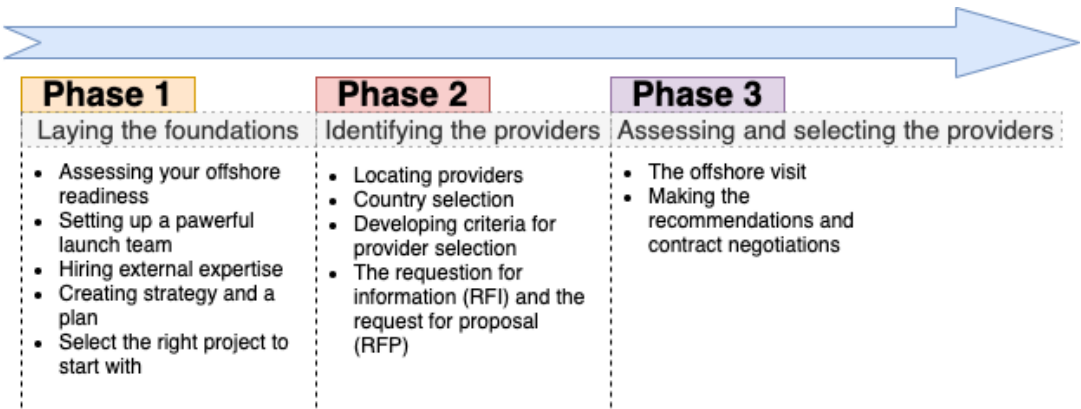 Phase 1
Laying the foundations
• Assessing your offshore
readiness
• Setting up a pawerful
launch team
• Hiring external expertise
• Creating strategy and a
plan
• Select the right project to
start with
Phase 2
Identifying the providers
• Locating providers
• Country selection
• Developing criteria for
provider selection
• The requestion for
information (RFI) and the
request for proposal
(RFP)
Phase 3
Assessing and selecting the providers
• The offshore visit
• Making the
recommendations and
contract negotiations